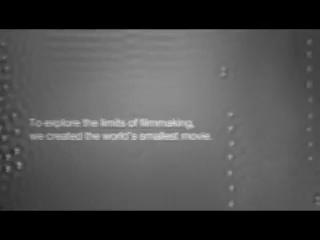 To explore the limits of filmmaking,
we created the world's smallest movie.